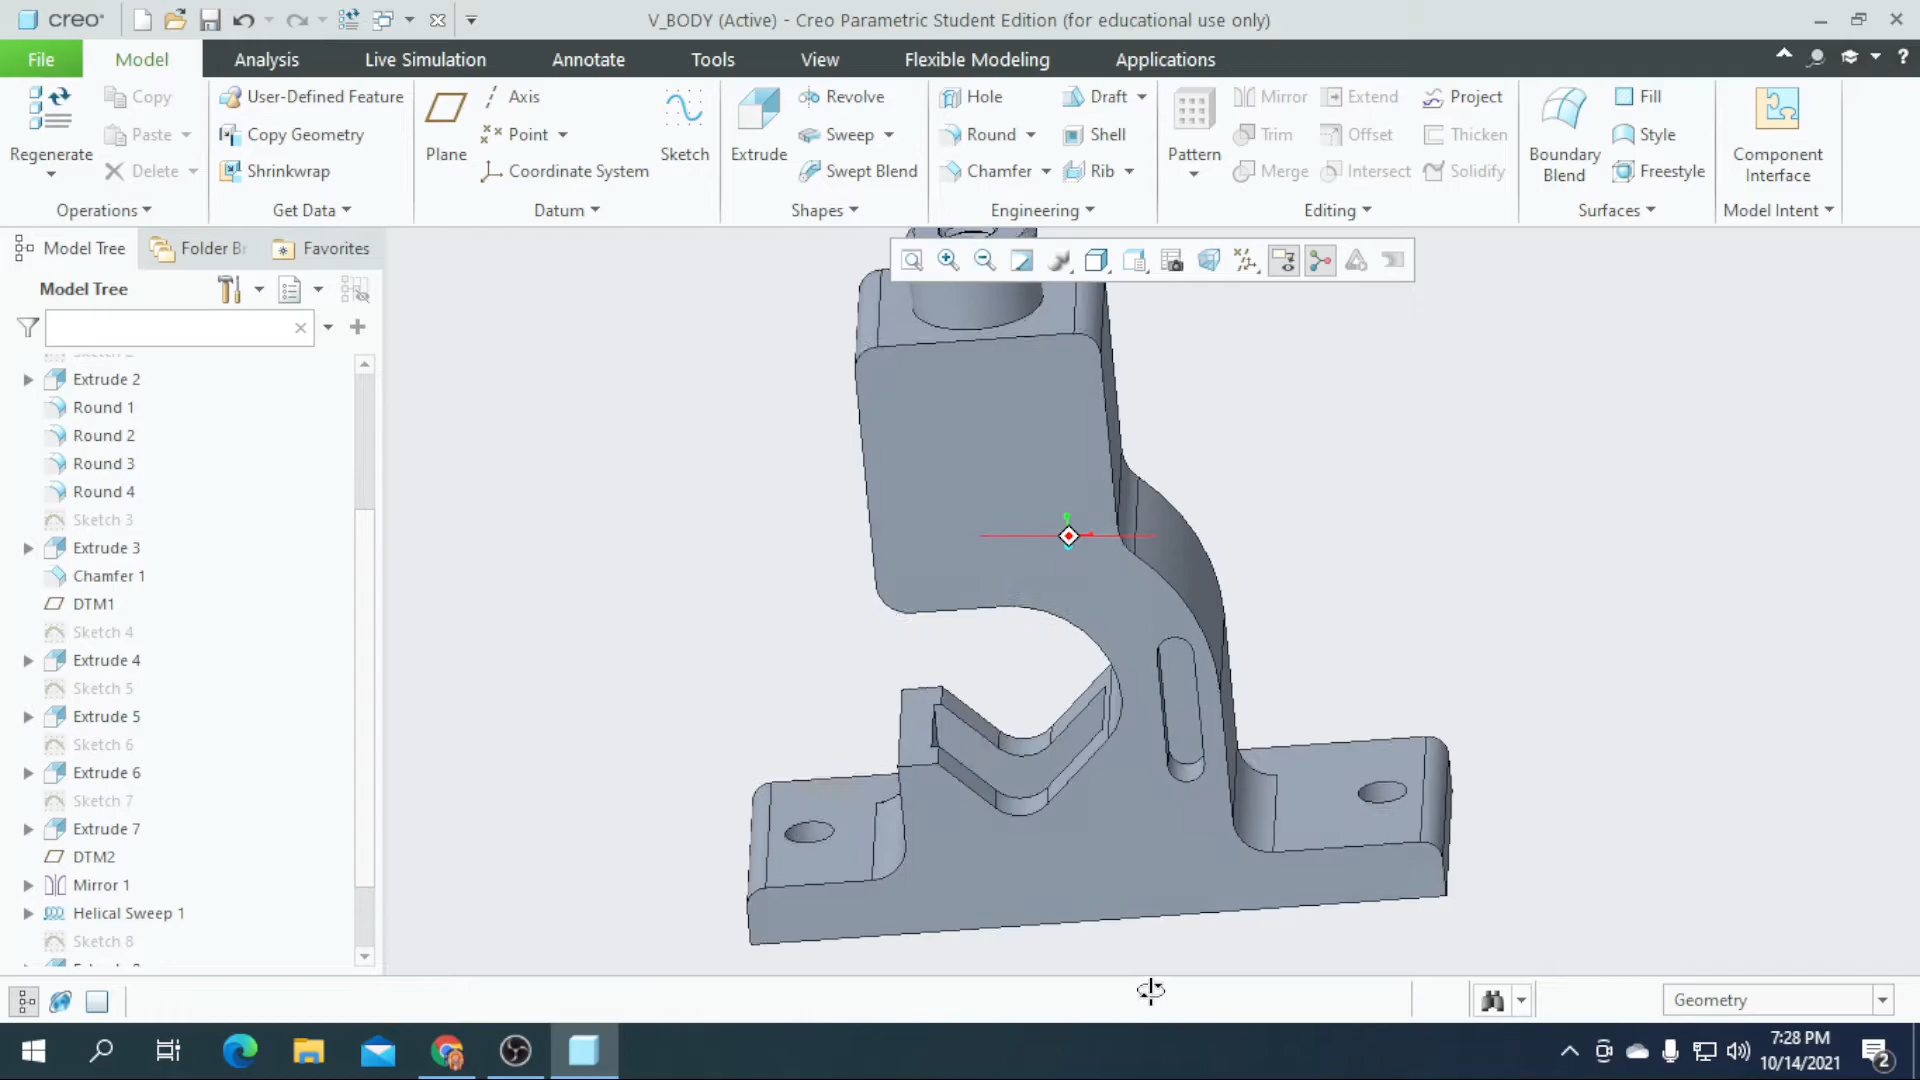 creo® V_BODY (Active) - Creo Parametric Student Edition (for educational use only)
File Model Analysis Live Simulation Annotate Tools View Flexible Modeling Applications
Regenerate
Copy
Paste
Delete
Operations
User-Defined Feature
Copy Geometry
Shrinkwrap
Get Data
Plane
Axis
Point
Coordinate System
Sketch
Datum
Extrude
Revolve
Sweep
Swept Blend
Shapes
Hole
Round
Chamfer
Draft
Shell
Rib
Engineering
Pattern
Mirror
Trim
Merge
Extend
Offset
Intersect
Project
Thicken
Solidify
Editing
Boundary
Blend
Fill
Style
Freestyle
Surfaces
Component
Interface
Model Intent
Model Tree Folder Br Favorites
Model Tree
Extrude 2
Round 1
Round 2
Round 3
Round 4
Sketch 3
Extrude 3
Chamfer 1
DTM1
Sketch 4
Extrude 4
Sketch 5
Extrude 5
Sketch 6
Extrude 6
Sketch 7
Extrude 7
DTM2
Mirror 1
Helical Sweep 1
Sketch 8
Geometry
7:28 PM
10/14/2021
2